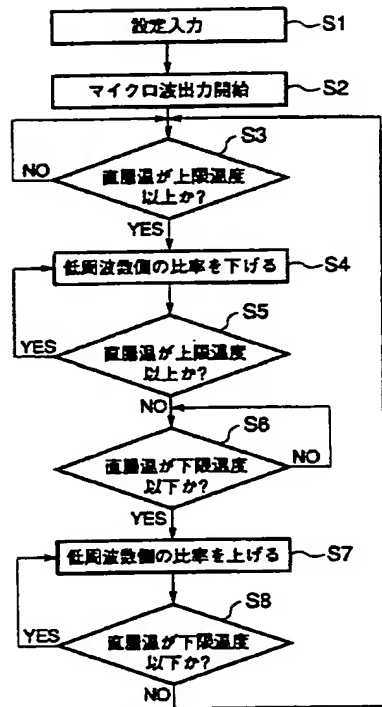 設定入力
S1
マイクロ波出力開始
S2
S3
直腸温が上限温度
以上か?
NO
YES
低周波数側の比率を下げる
S4
S5
直腸温が上限温度
以上か?
YES
NO
S6
直腸温が下限温度
以下か?
NO
YES
低周波数側の比率を上げる
S7
S8
直腸温が下限温度
以下か?
YES
NO